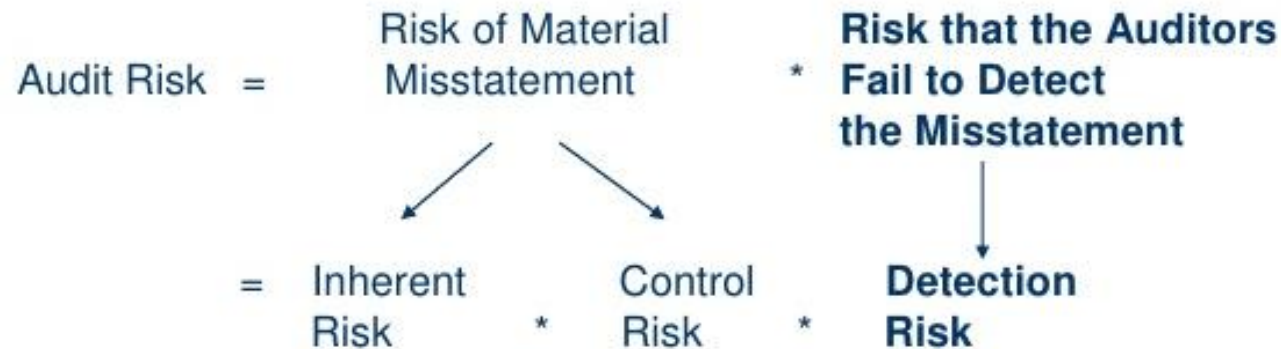 Risk of Material Risk that the Auditors
Audit Risk = Misstatement * Fail to Detect
the Misstatement
= Inherent Control Detection
Risk * Risk * Risk